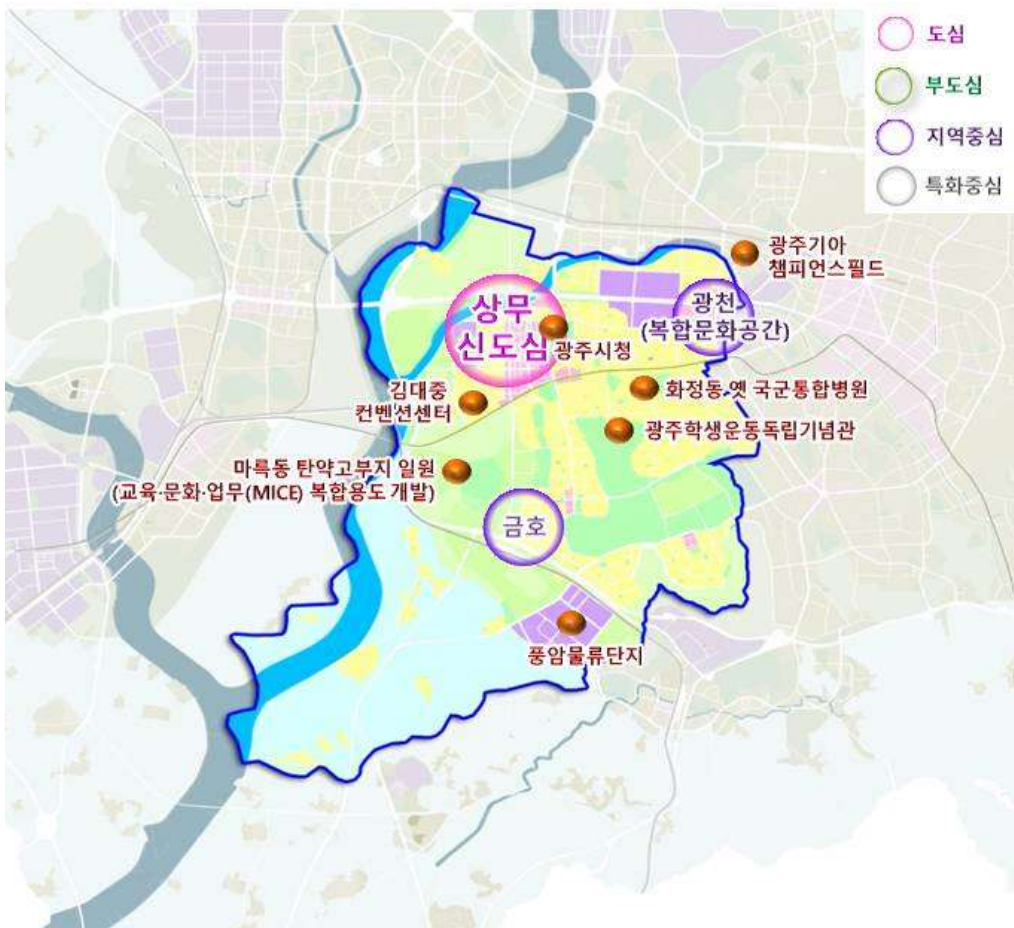 도심
부도심
지역중심
특화중심
광주기아
챔피언스필드
상무
신도심
광천
(복합문화공간)
광주시청
김대중
컨벤션센터
화정동 옛 국군통합병원
광주학생운동독립기념관
마륵동 탄약고부지 일원
(교육·문화·업무(MICE) 복합용도 개발)
금호
풍암물류단지